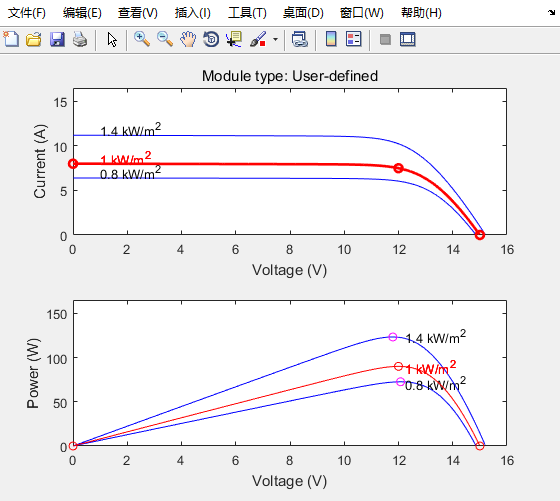 文件(F) 编辑(E) 查看(V) 插入(I) 工具(T) 桌面(D) 窗口(W) 帮助(H)
Module type: User-defined
Current (A)
15
10
5
0
1.4 kW/m²
1 kW/m²
0.8 kW/m²
0 2 4 6 8 10 12 14 16
Voltage (V)
Power (W)
150
100
50
0
1.4 kW/m²
1 kW/m²
0.8 kW/m²
0 2 4 6 8 10 12 14 16
Voltage (V)